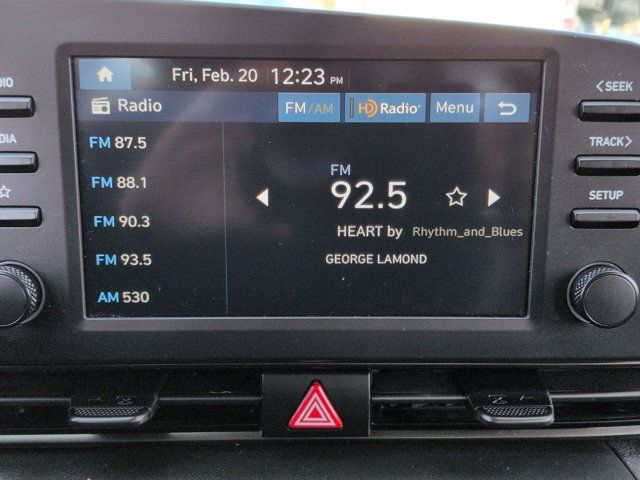 Fri, Feb. 20 12:23 PM
Radio FM/AM HD Radio Menu
<SEEK
TRACK>
SETUP
FM 87.5
FM 88.1
FM 90.3
FM 93.5
AM 530
FM
92.5
HEART by Rhythm_and_Blues
GEORGE LAMOND